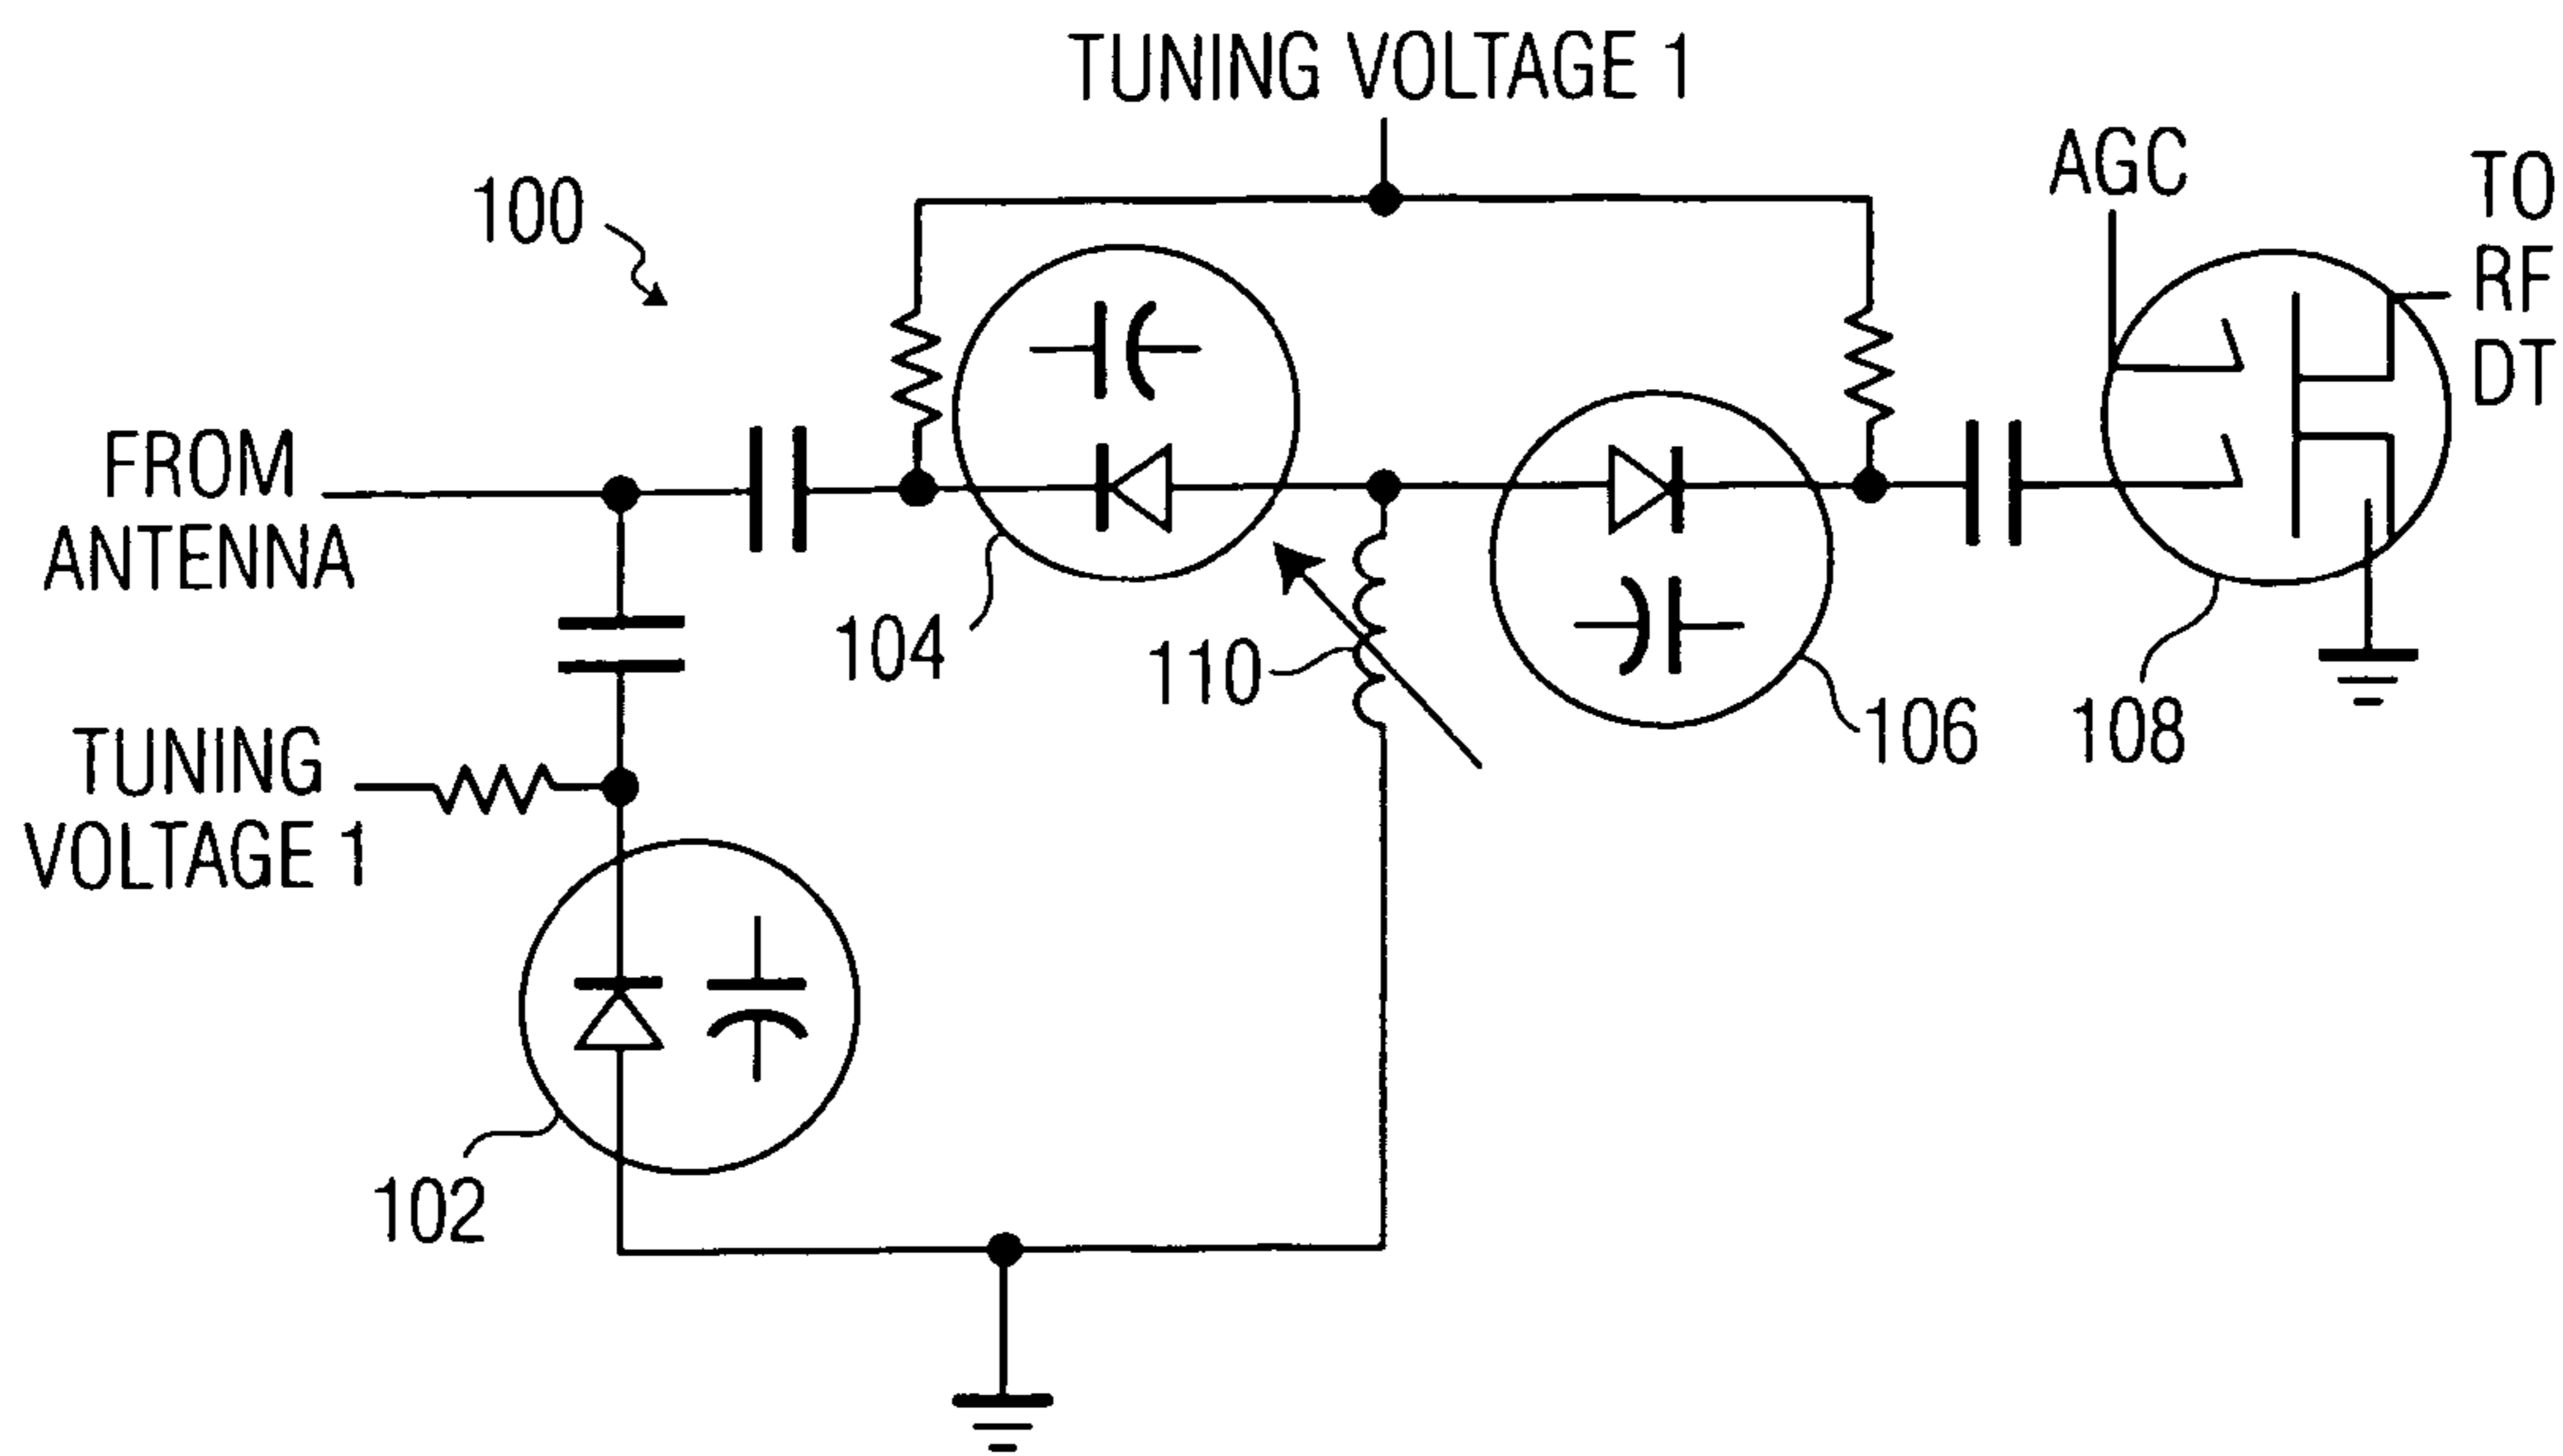 TUNING VOLTAGE 1
100
AGC
TO
RF
DT
FROM
ANTENNA
104
110
106
108
TUNING
VOLTAGE 1
102